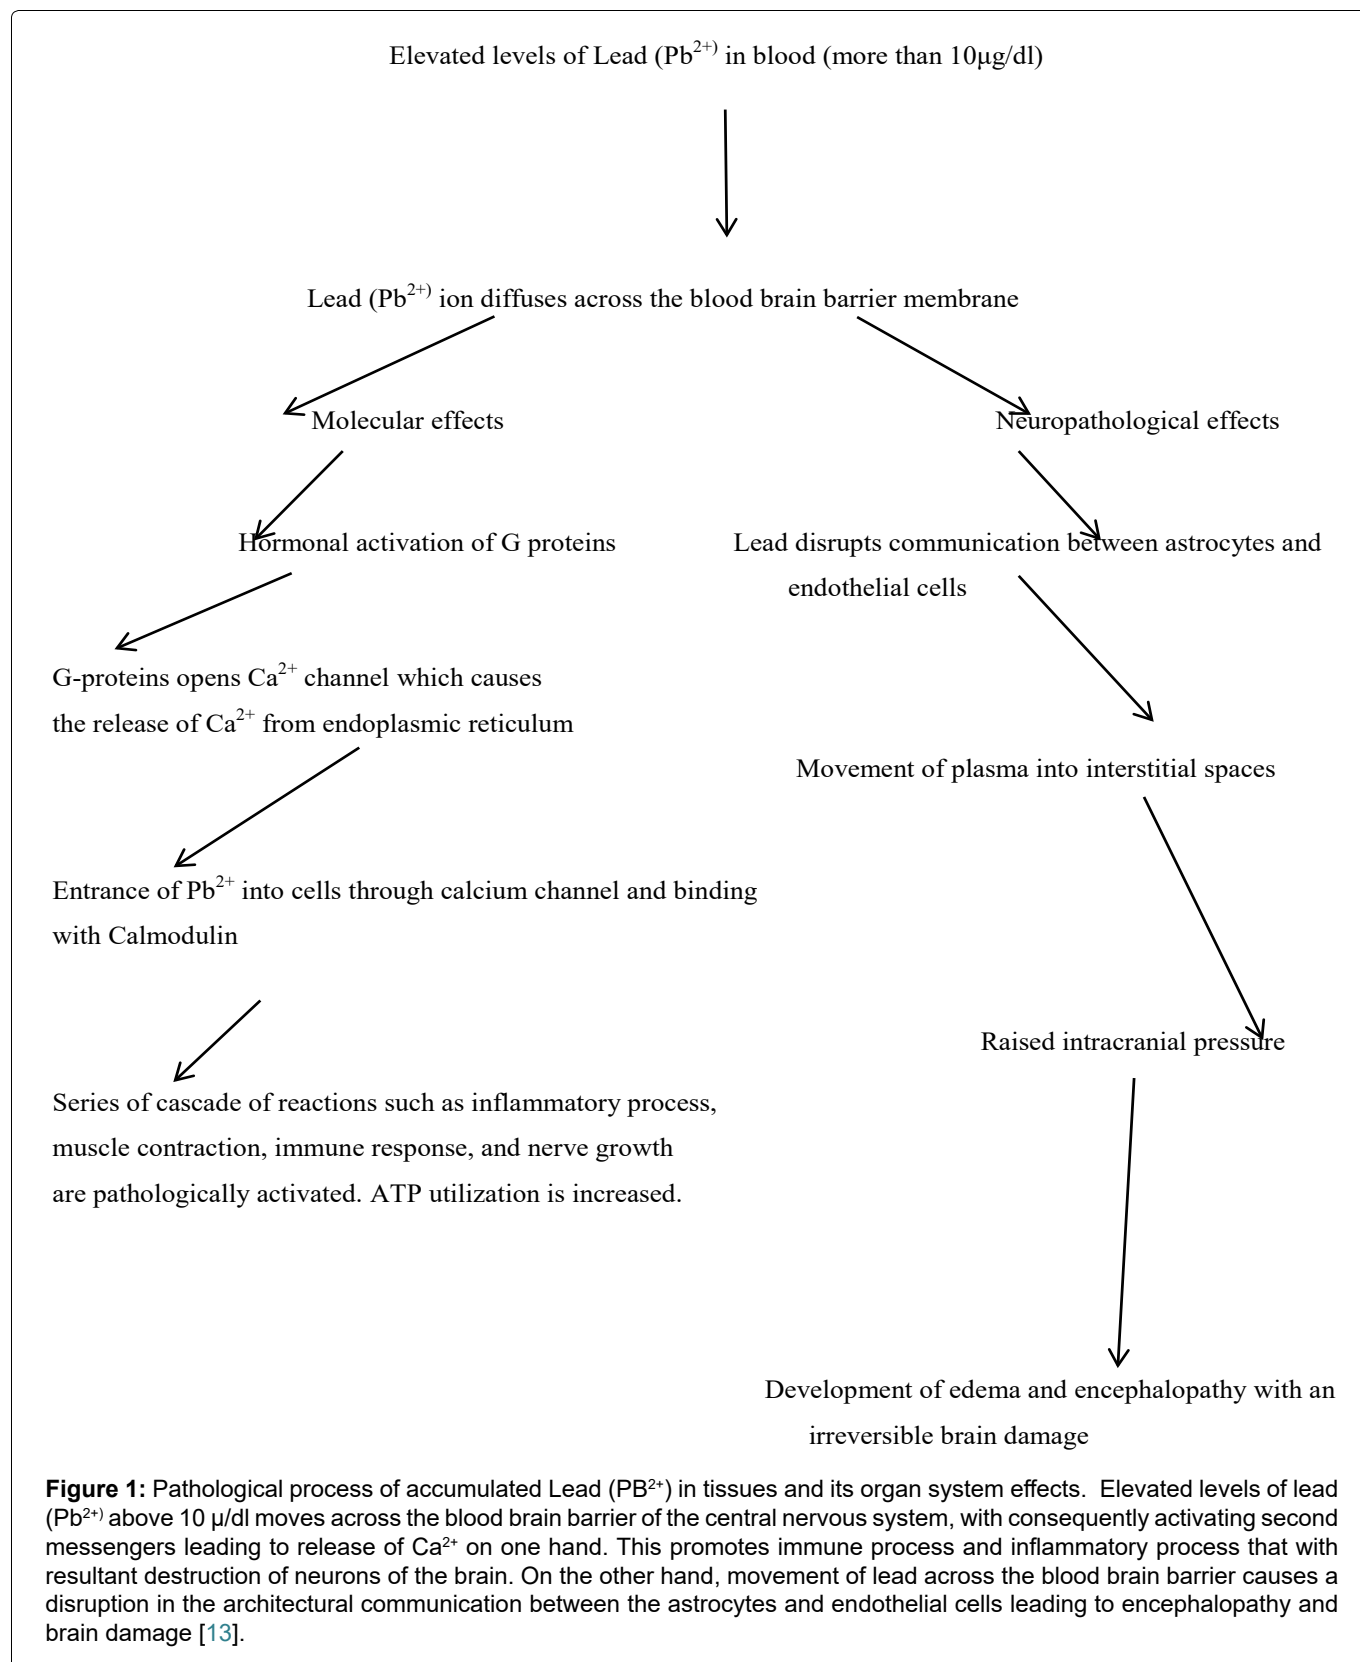 Elevated levels of Lead (Pb²⁺⁾ in blood (more than 10μg/dl)
Lead (Pb²⁺⁾ ion diffuses across the blood brain barrier membrane
Molecular effects
Neuropathological effects
Hormonal activation of G proteins
Lead disrupts communication between astrocytes and
endothelial cells
G-proteins opens Ca²⁺ channel which causes
the release of Ca²⁺ from endoplasmic reticulum
Movement of plasma into interstitial spaces
Entrance of Pb²⁺ into cells through calcium channel and binding
with Calmodulin
Raised intracranial pressure
Series of cascade of reactions such as inflammatory process,
muscle contraction, immune response, and nerve growth
are pathologically activated. ATP utilization is increased.
Development of edema and encephalopathy with an
irreversible brain damage
Figure 1: Pathological process of accumulated Lead (PB²⁺) in tissues and its organ system effects. Elevated levels of lead
(Pb²⁺⁾ above 10 μ/dl moves across the blood brain barrier of the central nervous system, with consequently activating second
messengers leading to release of Ca²⁺ on one hand. This promotes immune process and inflammatory process that with
resultant destruction of neurons of the brain. On the other hand, movement of lead across the blood brain barrier causes a
disruption in the architectural communication between the astrocytes and endothelial cells leading to encephalopathy and
brain damage [13].